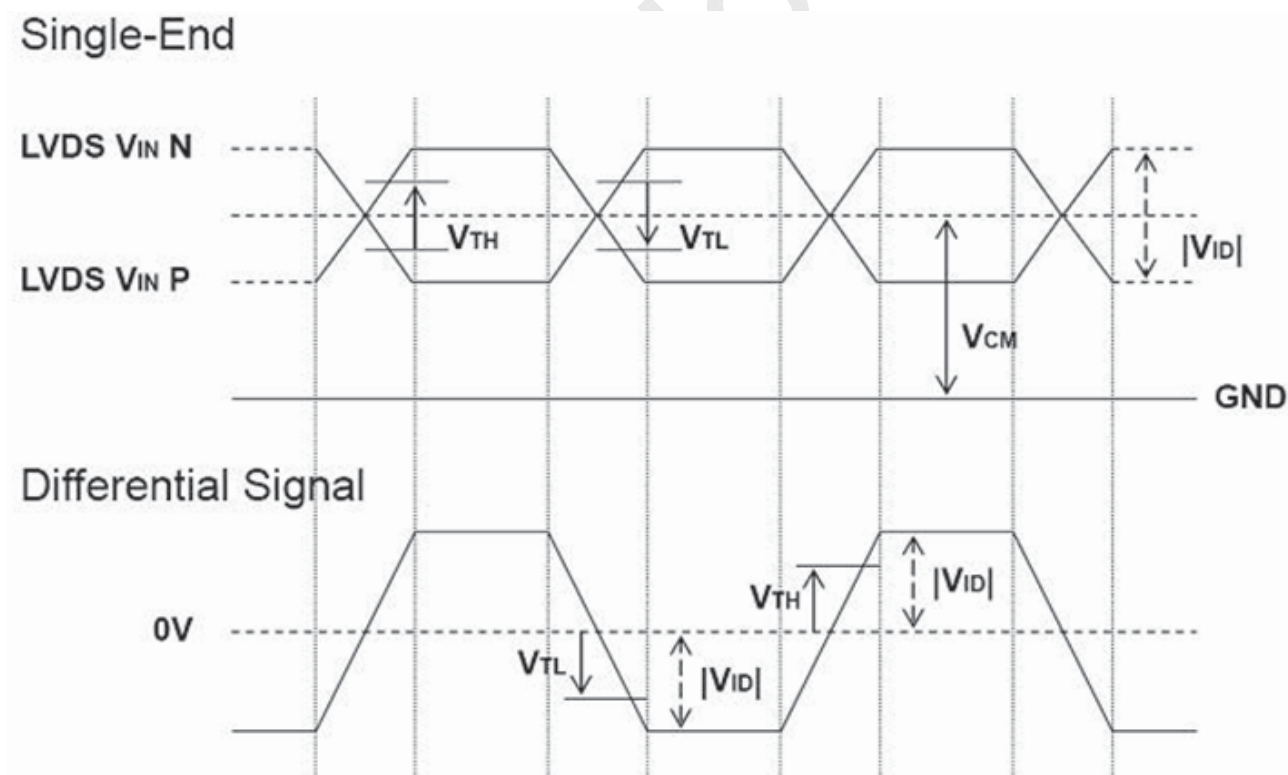 Single-End
LVDS VIN N
VTH
VTL
|VID|
LVDS VIN P
VCM
GND
Differential Signal
VTH
|VID|
0V
VTL
|VID|